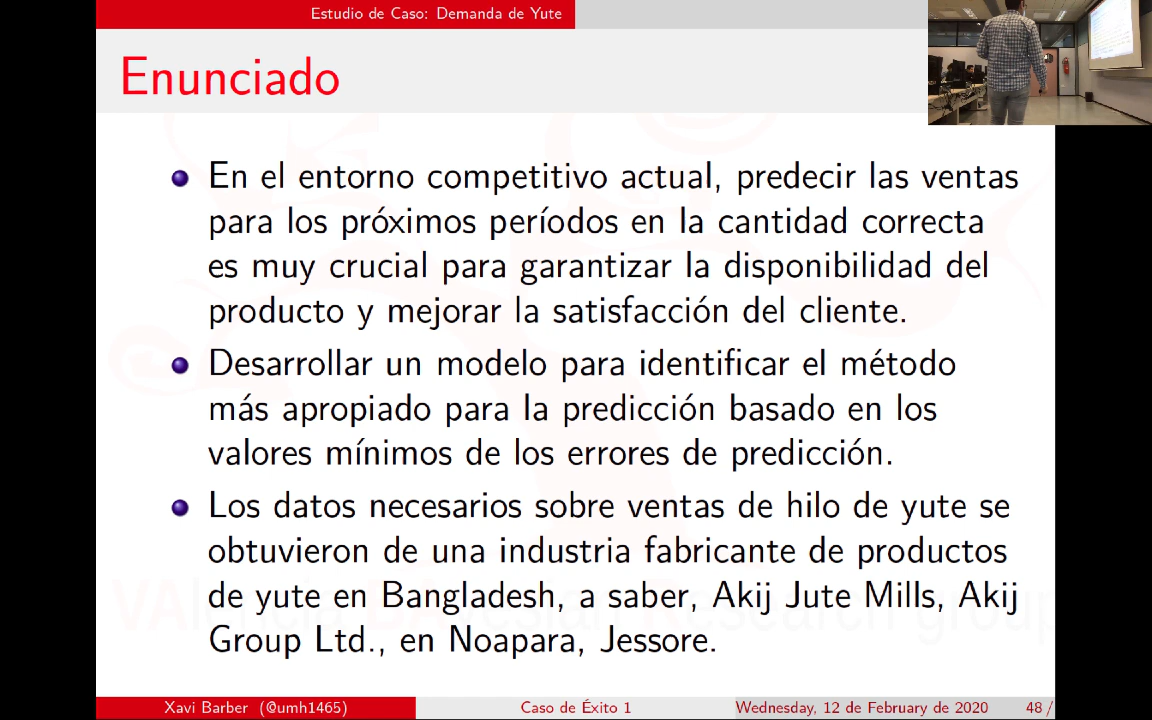 Estudio de Caso: Demanda de Yute
Enunciado
En el entorno competitivo actual, predecir las ventas
para los próximos períodos en la cantidad correcta
es muy crucial para garantizar la disponibilidad del
producto y mejorar la satisfacción del cliente.
Desarrollar un modelo para identificar el método
más apropiado para la predicción basado en los
valores mínimos de los errores de predicción.
Los datos necesarios sobre ventas de hilo de yute se
obtuvieron de una industria fabricante de productos
de yute en Bangladesh, a saber, Akij Jute Mills, Akij
Group Ltd., en Noapara, Jessore.
VAlencia BAyesian Research group
Xavi Barber (@umh1465) Caso de Éxito 1 Wednesday, 12 de February de 2020 48 /